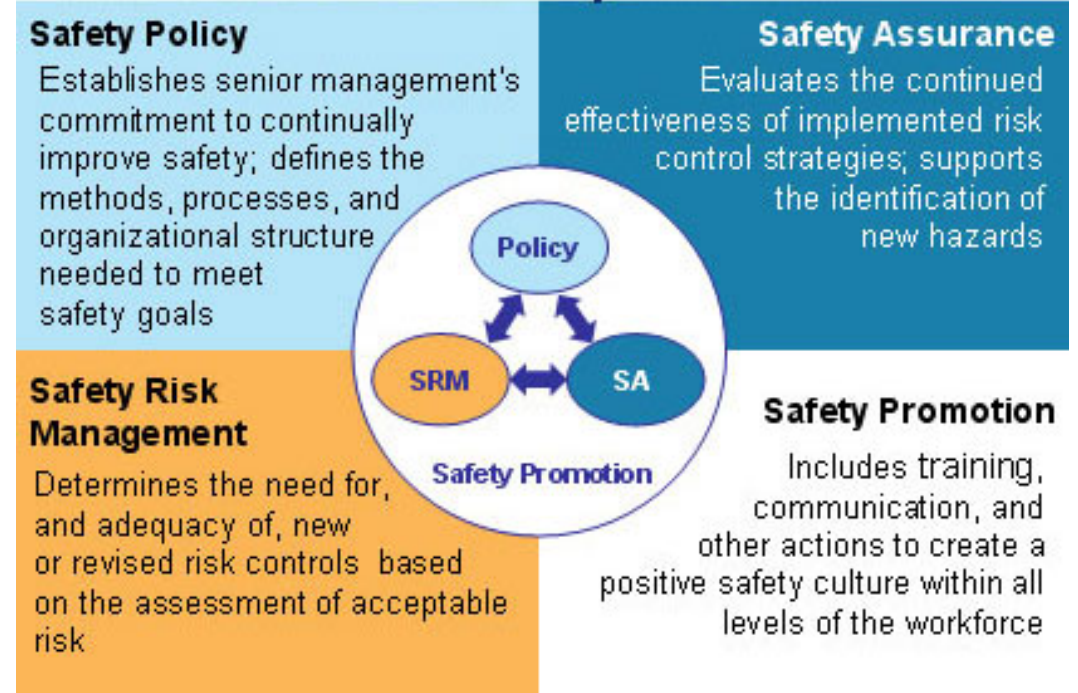 Safety Policy
Establishes senior management's
commitment to continually
improve safety; defines the
methods, processes, and
organizational structure
needed to meet
safety goals
Safety Assurance
Evaluates the continued
effectiveness of implemented risk
control strategies; supports
the identification of
new hazards
Policy
SRM
SA
Safety Promotion
Safety Risk
Management
Determines the need for,
and adequacy of, new
or revised risk controls based
on the assessment of acceptable
risk
Safety Promotion
Includes training,
communication, and
other actions to create a
positive safety culture within all
levels of the workforce